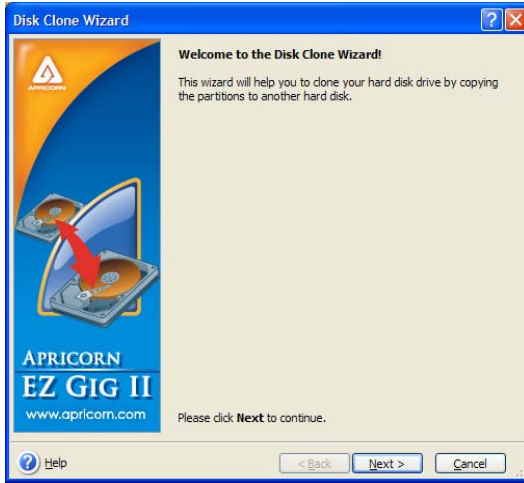 Disk Clone Wizard
APRICORN
Welcome to the Disk Clone Wizard!
This wizard will help you to clone your hard disk drive by copying
the partitions to another hard disk.
APRICORN
EZ GIG II
www.apricorn.com
Please click Next to continue.
Help
< Back
Next >
Cancel